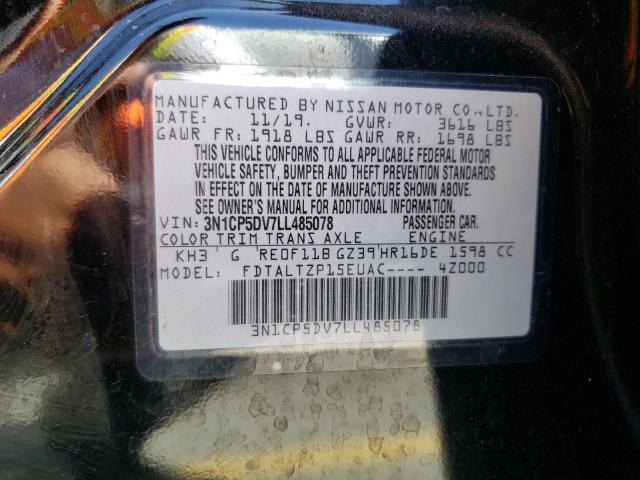 MANUFACTURED BY NISSAN MOTOR CO.,LTD.
DATE: 11/19. GVWR: 3616 LBS
GAWR FR: 1918 LBS GAWR RR: 1698 LBS
THIS VEHICLE CONFORMS TO ALL APPLICABLE FEDERAL MOTOR
VEHICLE SAFETY, BUMPER AND THEFT PREVENTION STANDARDS
IN EFFECT ON THE DATE OF MANUFACTURE SHOWN ABOVE.
SEE OWNER'S MANUAL FOR ADDITIONAL INFORMATION.
VIN: 3N1CP5DV7LL485078 PASSENGER CAR.
COLOR TRIM TRANS AXLE ENGINE
KH3 G RE0F11B GZ39 HR16DE 1598 CC
MODEL: FDTALTZP15EUAC---- 4Z000
3N1CP5DV7LL485078